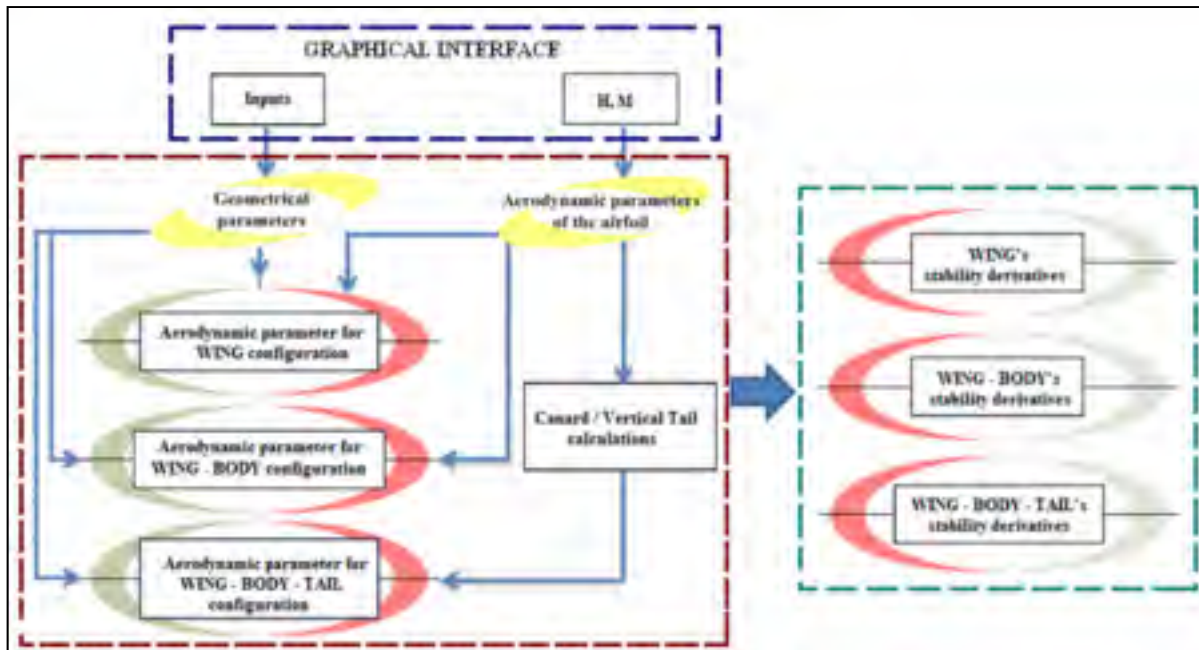 GRAPHICAL INTERFACE
Inputs
H, M
Geometrical
parameters
Aerodynamic parameters
of the airfoil
Aerodynamic parameter for
WING configuration
Aerodynamic parameter for
WING - BODY configuration
Canard / Vertical Tail
calculations
Aerodynamic parameter for
WING - BODY - TAIL
configuration
WING's
stability derivatives
WING - BODY's
stability derivatives
WING - BODY - TAIL's
stability derivatives